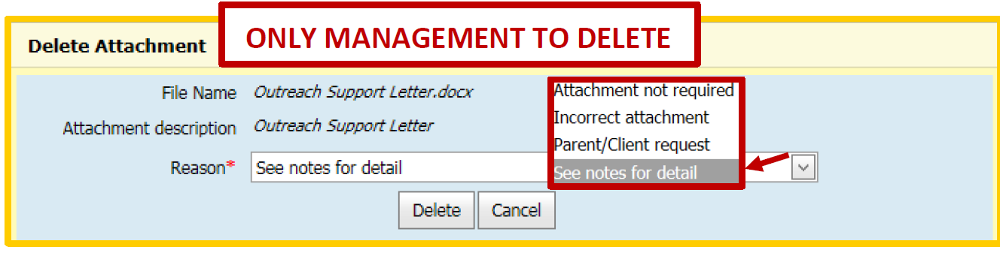 ONLY MANAGEMENT TO DELETE
Delete Attachment
File Name Outreach Support Letter.docx
Attachment description Outreach Support Letter
Reason* See notes for detail
Attachment not required
Incorrect attachment
Parent/Client request
See notes for detail
Delete Cancel